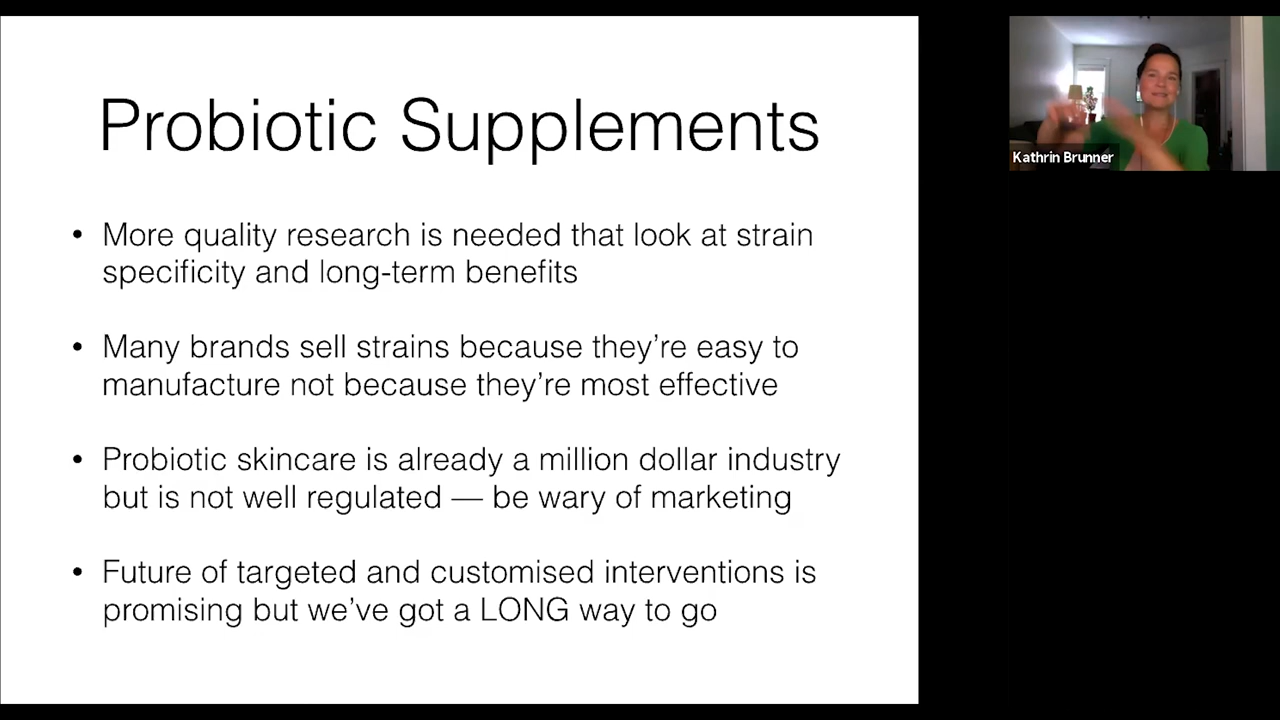 Probiotic Supplements
• More quality research is needed that look at strain
specificity and long-term benefits
• Many brands sell strains because they’re easy to
manufacture not because they’re most effective
• Probiotic skincare is already a million dollar industry
but is not well regulated — be wary of marketing
• Future of targeted and customised interventions is
promising but we’ve got a LONG way to go
Kathrin Brunner